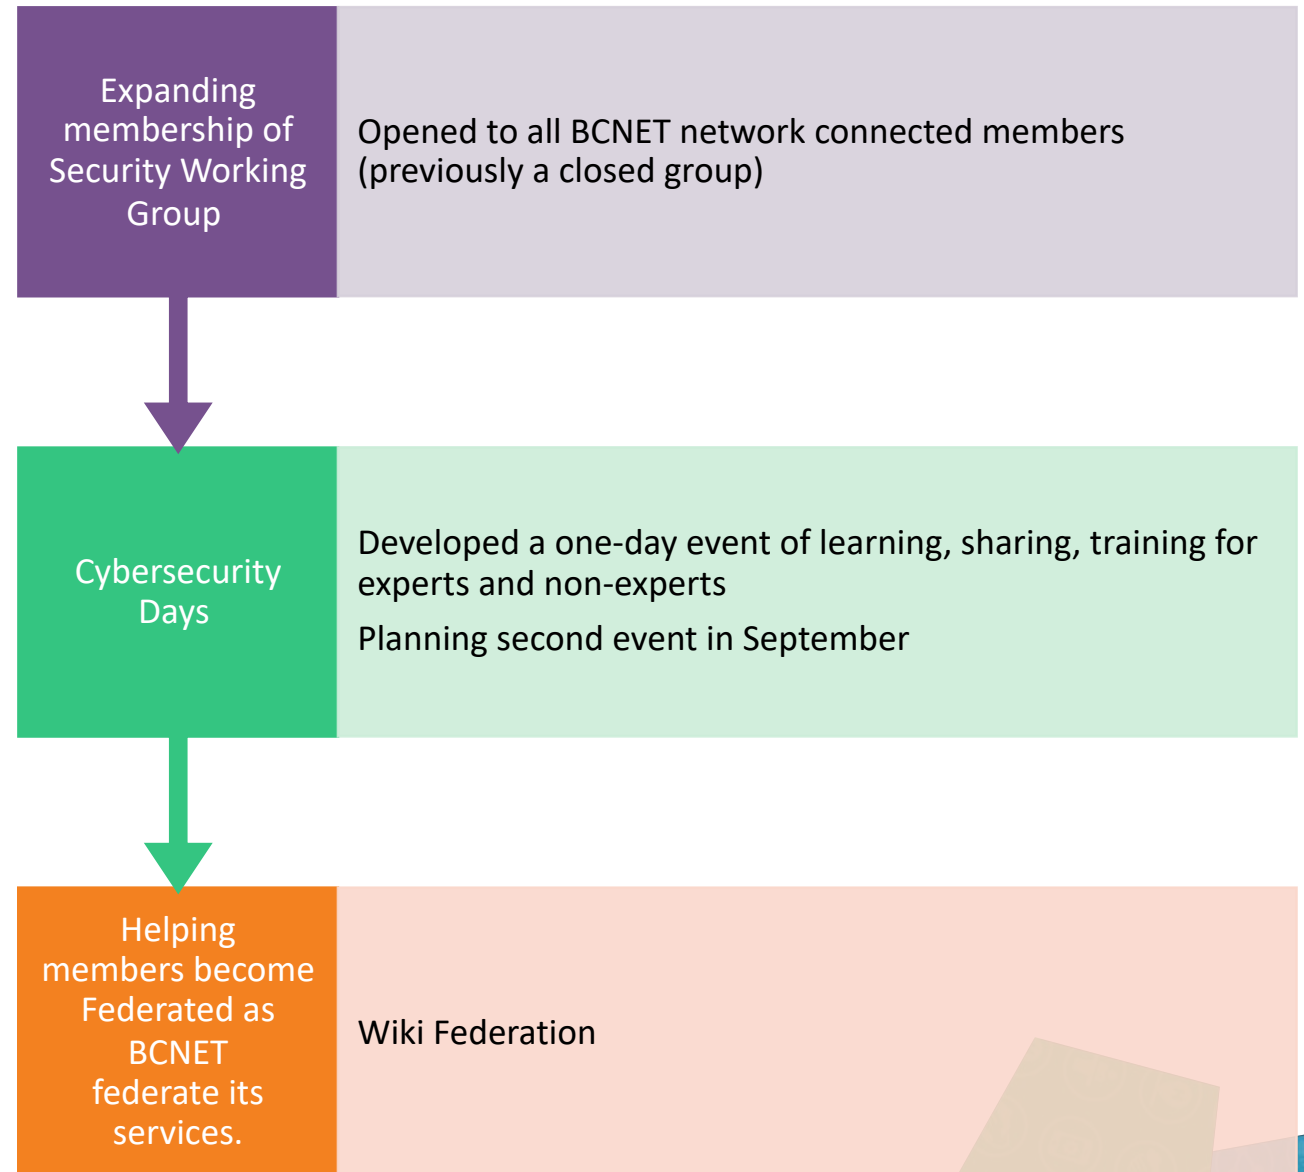 Expanding
membership of
Security Working
Group
Opened to all BCNET network connected members
(previously a closed group)
Cybersecurity
Days
Developed a one-day event of learning, sharing, training for
experts and non-experts
Planning second event in September
Helping
members become
Federated as
BCNET
federate its
services.
Wiki Federation